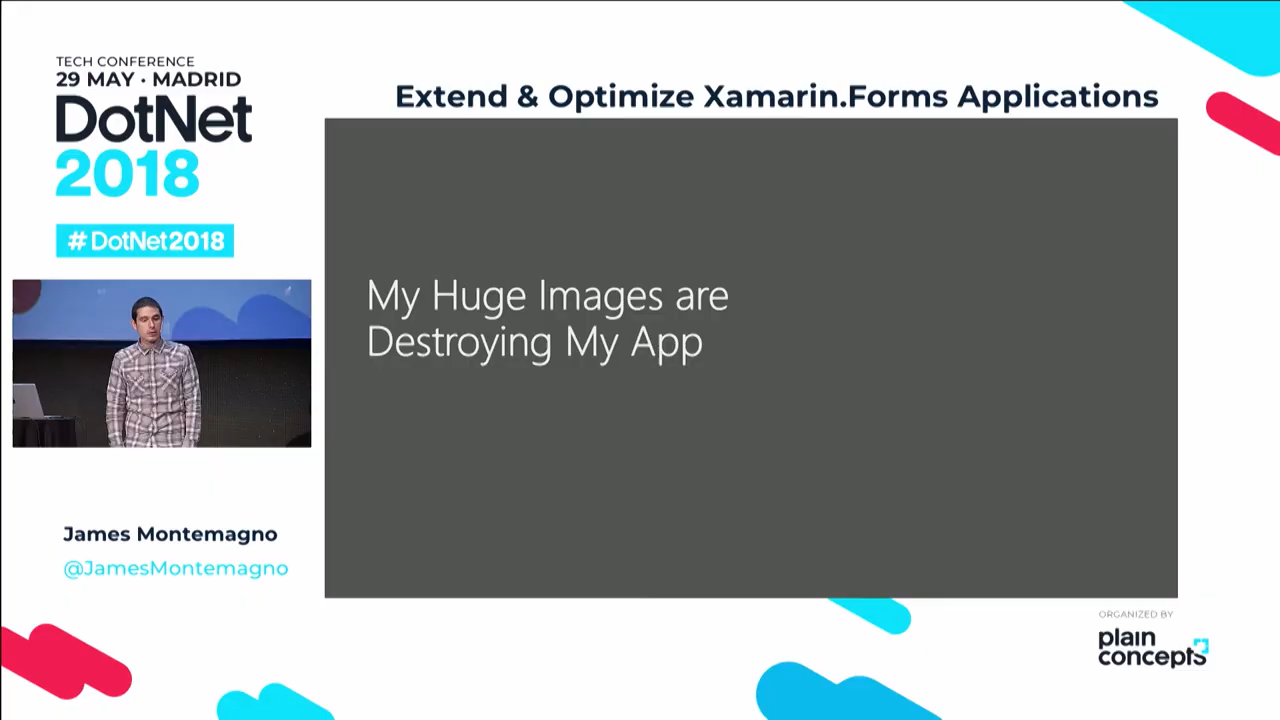 TECH CONFERENCE
29 MAY · MADRID
DotNet
2018
#DotNet2018
Extend & Optimize Xamarin.Forms Applications
My Huge Images are
Destroying My App
James Montemagno
@JamesMontemagno
ORGANIZED BY
plain
concepts